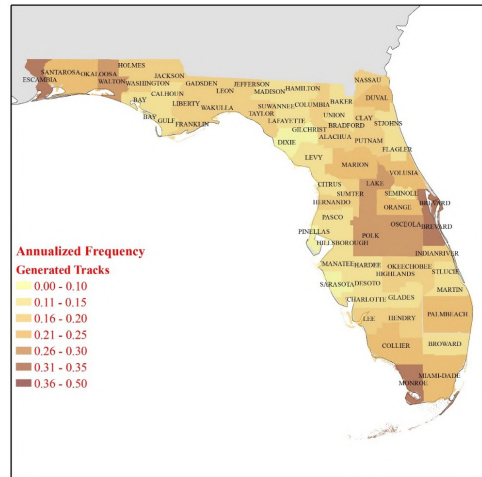 HOLMES
SANTAROSA OKALOOSA
JACKSON
ESCAMBIA
WALTON
WASHINGTON
GADSDEN
JEFFERSON
NASSAU
CALHOUN
LEON
MADISON
HAMILTON
BAY
LIBERTY
WAKULLA
SUWANNEE
COLUMBIA
BAKER
DUVAL
BAY
GULF
FRANKLIN
TAYLOR
LAFAYETTE
UNION
CLAY
STJOHNS
GILCHRIST
BRADFORD
DIXIE
ALACHUA
PUTNAM
FLAGLER
LEVY
MARION
VOLUSIA
CITRUS
LAKE
SUMTER
SEMINOLE
HERNANDO
ORANGE
BREVARD
PASCO
OSCEOLA
BREVARD
PINELLAS
POLK
HILLSBOROUGH
INDIANRIVER
MANATEE
HARDEE
OKEECHOBEE
HIGHLANDS
STLUCIE
SARASOTA
DESOTO
MARTIN
CHARLOTTE
GLADES
LEE
HENDRY
PALMBEACH
COLLIER
BROWARD
MIAMI-DADE
MONROE
Annualized Frequency
Generated Tracks
0.00 - 0.10
0.11 - 0.15
0.16 - 0.20
0.21 - 0.25
0.26 - 0.30
0.31 - 0.35
0.36 - 0.50